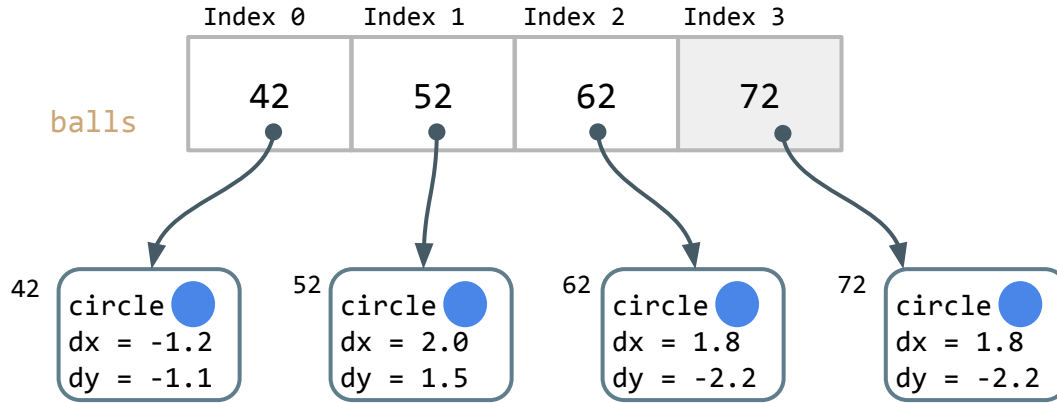 Index 0 Index 1 Index 2 Index 3
42 52 62 72
balls
42 52 62 72
circle circle circle circle
dx = -1.2 dx = 2.0 dx = 1.8 dx = 1.8
dy = -1.1 dy = 1.5 dy = -2.2 dy = -2.2